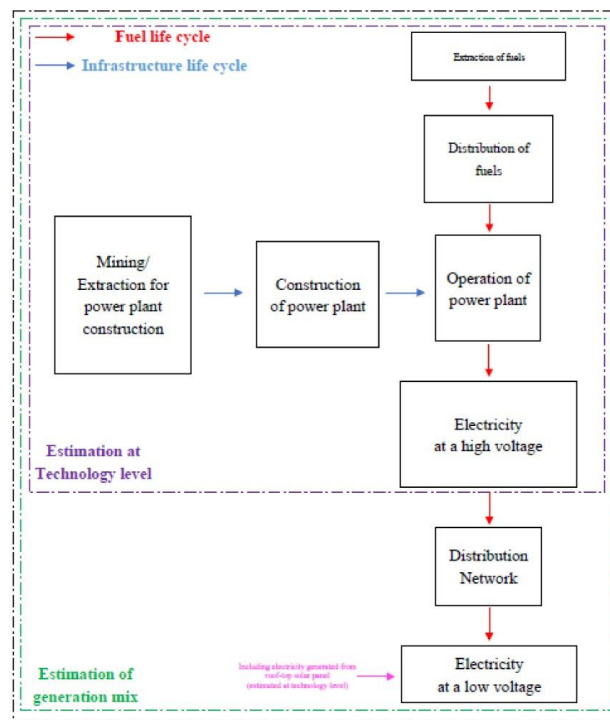 Fuel life cycle
Infrastructure life cycle
Extraction of fuels
Distribution of
fuels
Mining/
Extraction for
power plant
construction
Construction
of power plant
Operation of
power plant
Electricity
at a high voltage
Estimation at
Technology level
Distribution
Network
Including electricity generated from
roof-top solar panel
(estimated at technology level)
Electricity
at a low voltage
Estimation of
generation mix